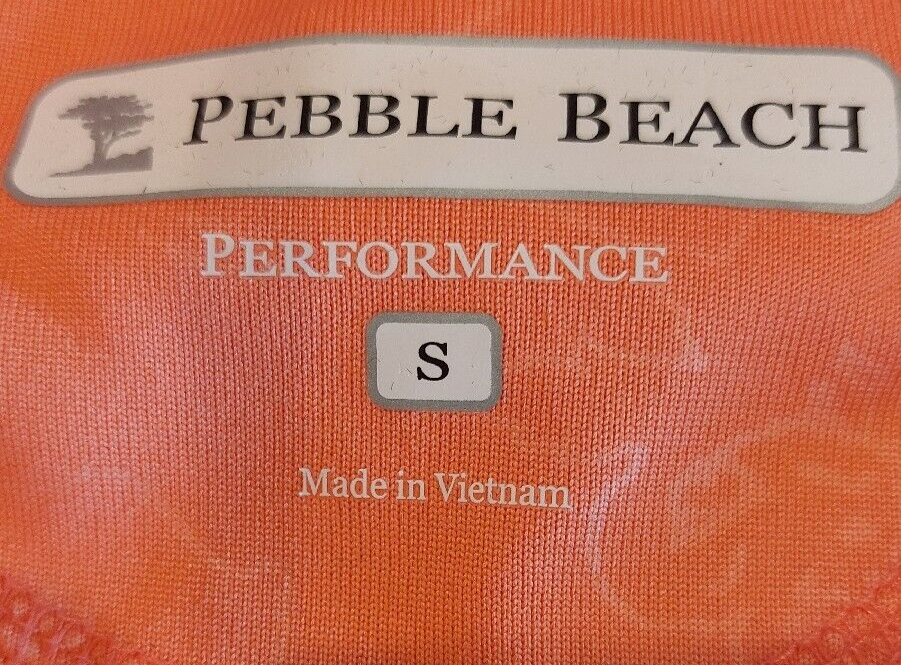 PEBBLE BEACH
PERFORMANCE
S
Made in Vietnam